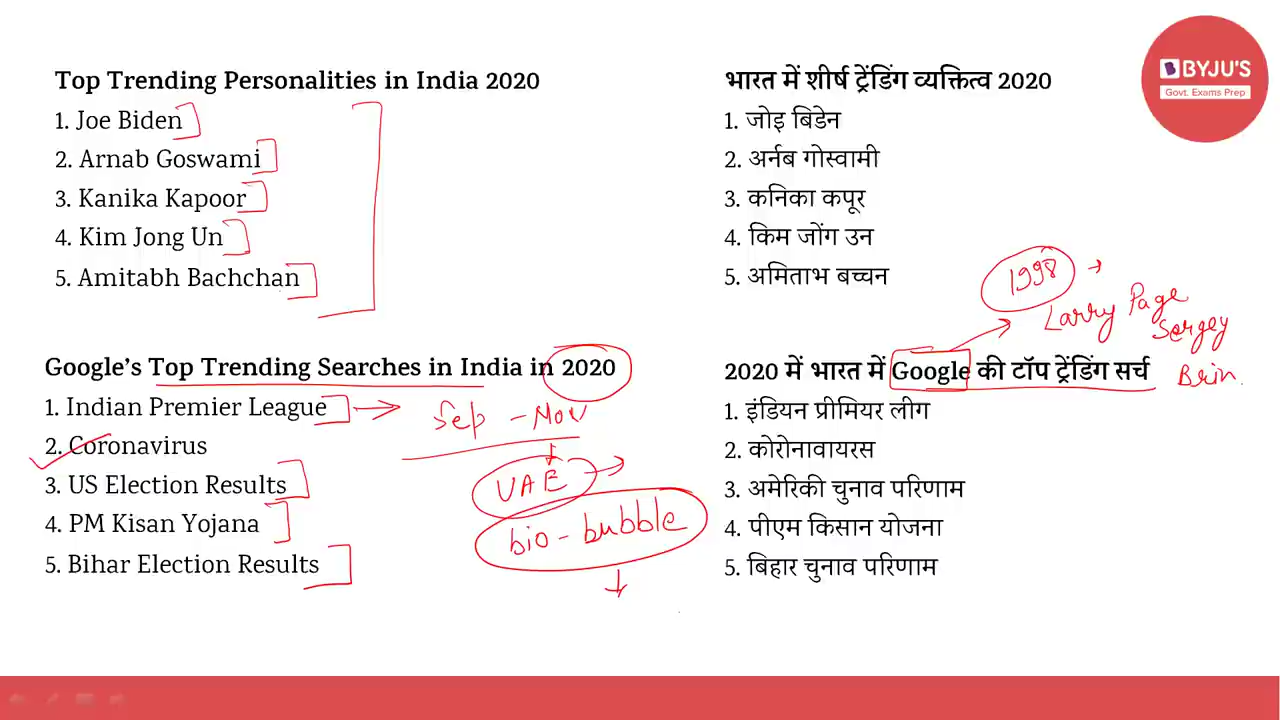 BYJU'S
Govt. Exams Prep
Top Trending Personalities in India 2020
1. Joe Biden
2. Arnab Goswami
3. Kanika Kapoor
4. Kim Jong Un
5. Amitabh Bachchan
भारत में शीर्ष ट्रेंडिंग व्यक्तित्व 2020
1. जोइ बिडेन
2. अर्नब गोस्वामी
3. कनिका कपूर
4. किम जोंग उन
5. अमिताभ बच्चन
1998
Larry Page
Sergey
Brin
Google's Top Trending Searches in India in 2020
1. Indian Premier League
2. Coronavirus
3. US Election Results
4. PM Kisan Yojana
5. Bihar Election Results
Sep - Nov
UAE
bio-bubble
2020 में भारत में Google की टॉप ट्रेंडिंग सर्च
1. इंडियन प्रीमियर लीग
2. कोरोनावायरस
3. अमेरिकी चुनाव परिणाम
4. पीएम किसान योजना
5. बिहार चुनाव परिणाम